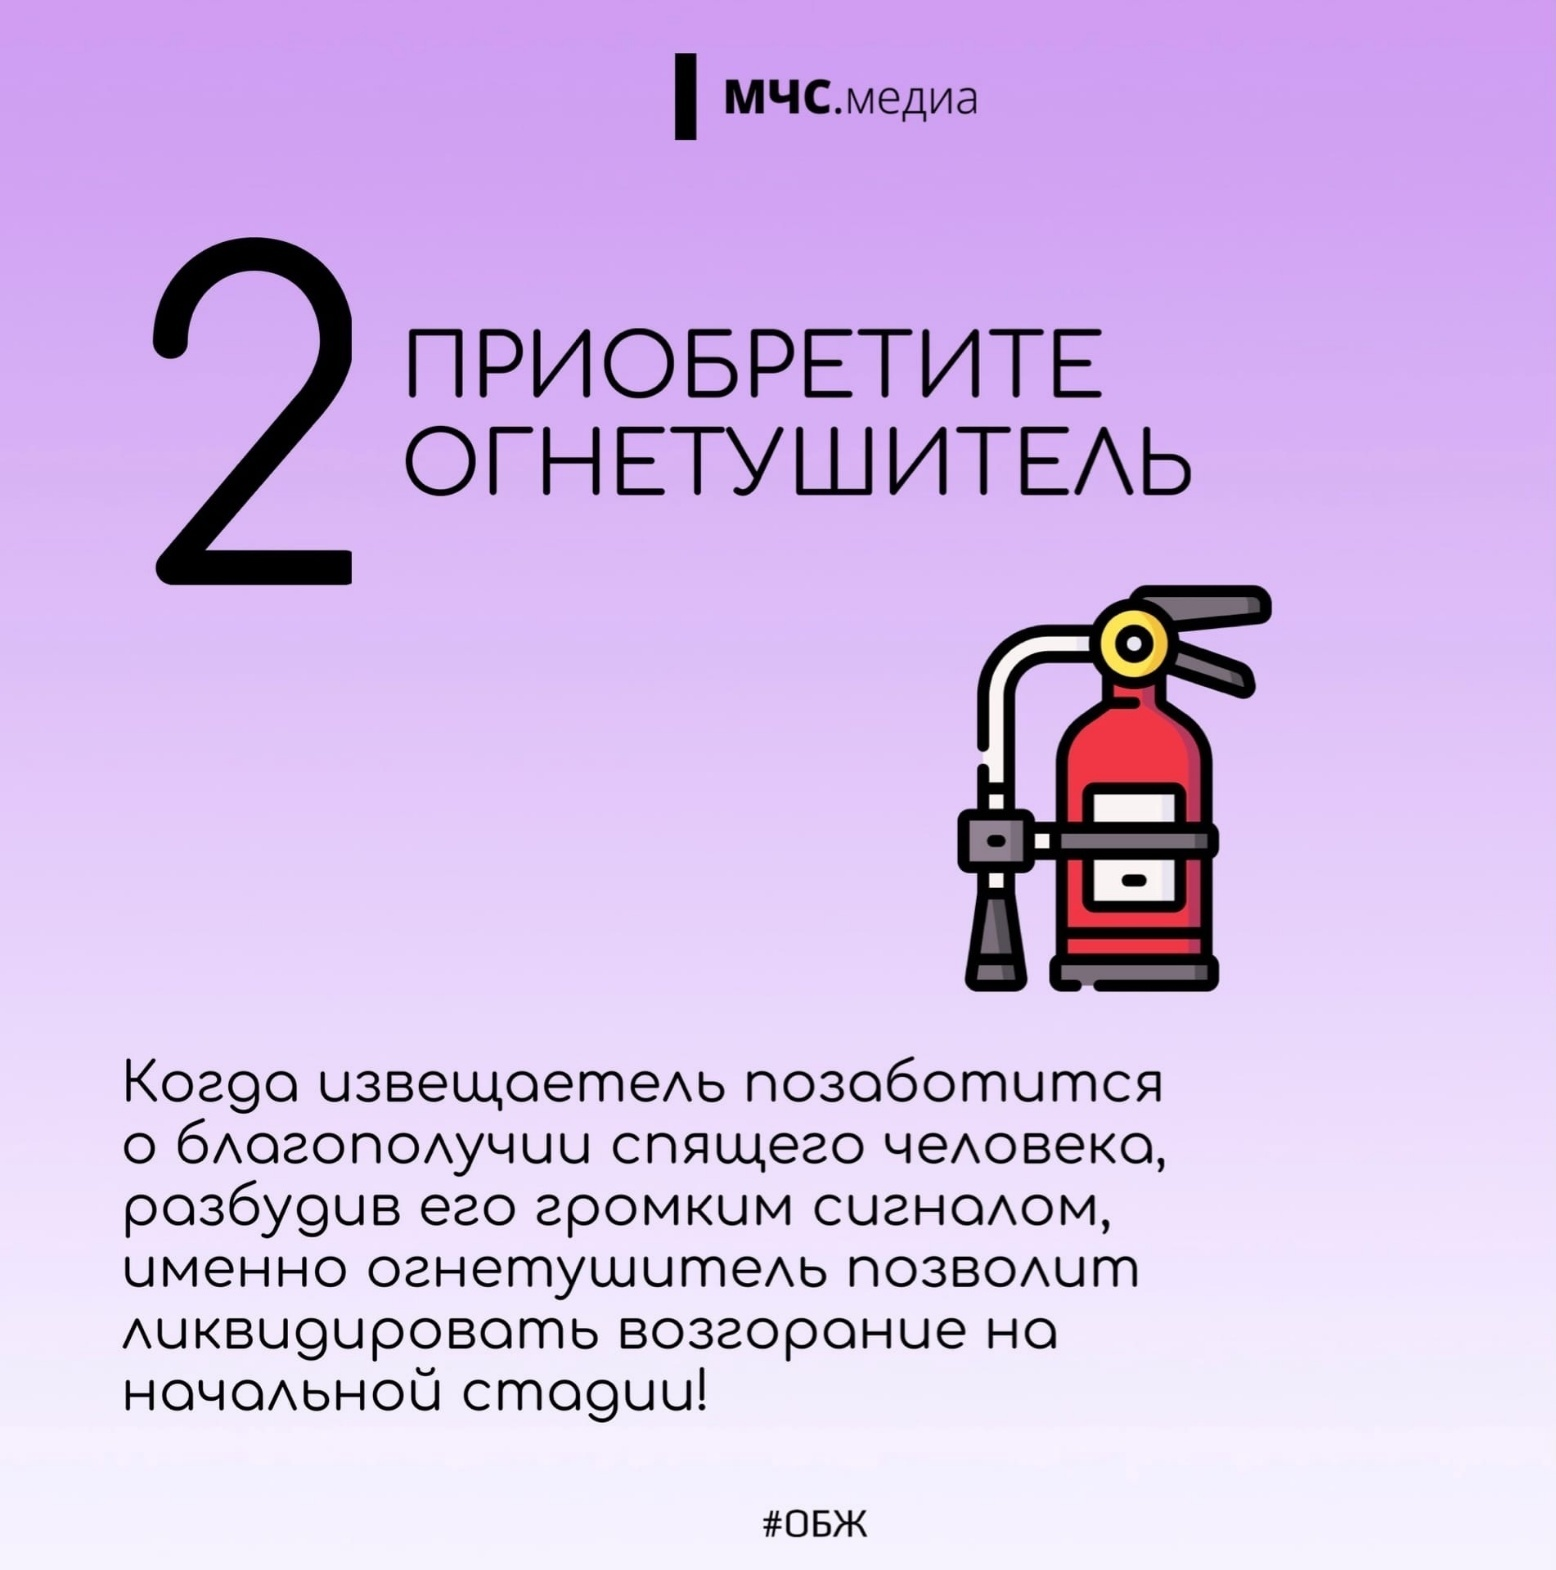 МЧС.медиа
2
ПРИОБРЕТИТЕ
ОГНЕТУШИТЕЛЬ
Когда извещаетель позаботится
о благополучии спящего человека,
разбудив его громким сигналом,
именно огнетушитель позволит
ликвидировать возгорание на
начальной стадии!
#ОБЖ